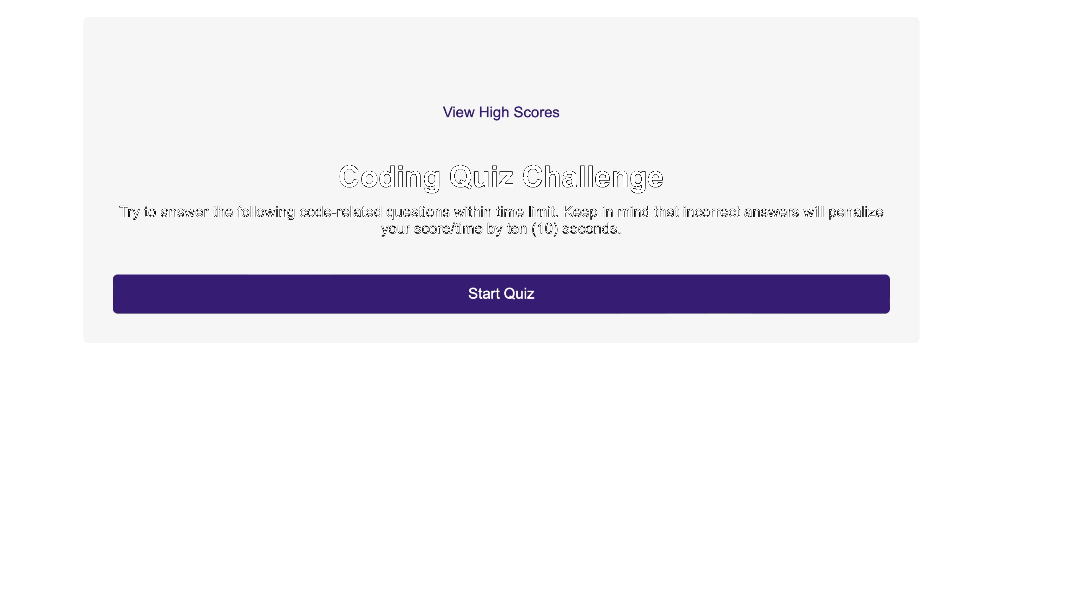 View High Scores
Coding Quiz Challenge
Try to answer the following code-related questions within time limit. Keep in mind that incorrect answers will penalize
your score/time by ten (10) seconds.
Start Quiz